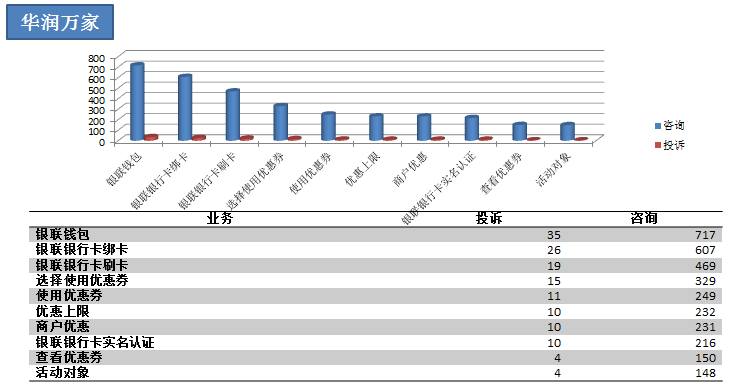 华润万家
800
700
600
500
400
300
200
100
0
咨询
投诉
银联钱包
银联银行卡绑卡
银联银行卡刷卡
选择使用优惠券
使用优惠券
优惠上限
商户优惠
银联银行卡实名认证
查看优惠券
活动对象
业务 投诉 咨询
银联钱包 35 717
银联银行卡绑卡 26 607
银联银行卡刷卡 19 469
选择使用优惠券 15 329
使用优惠券 11 249
优惠上限 10 232
商户优惠 10 231
银联银行卡实名认证 10 216
查看优惠券 4 150
活动对象 4 148